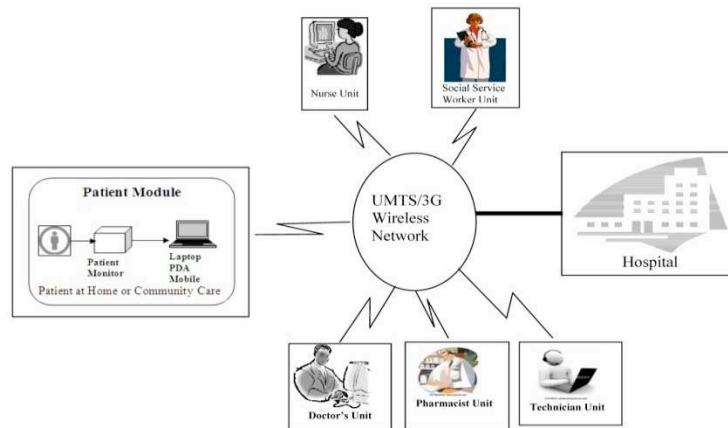 Nurse Unit
Social Service
Worker Unit
Patient Module
Patient
Monitor
Laptop
PDA
Mobile
Patient at Home or Community Care
UMTS/3G
Wireless
Network
Hospital
Doctor's Unit
Pharmacist Unit
Technician Unit